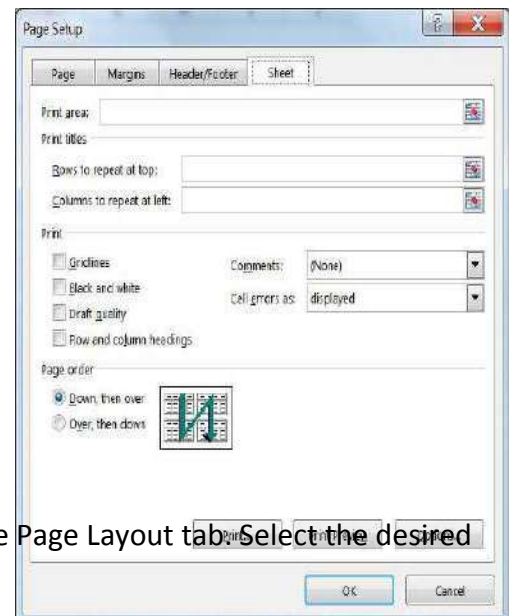 Page Setup
Page Margins Header/Footer Sheet
Print area:
Print titles
Rows to repeat at top:
Columns to repeat at left:
Print
Gridlines Comments: (None)
Black and white Cell errors as: displayed
Draft quality
Row and column headings
Page order
Down, then over
Over, then down
e Page Layout tab. Select the desired
OK Cancel